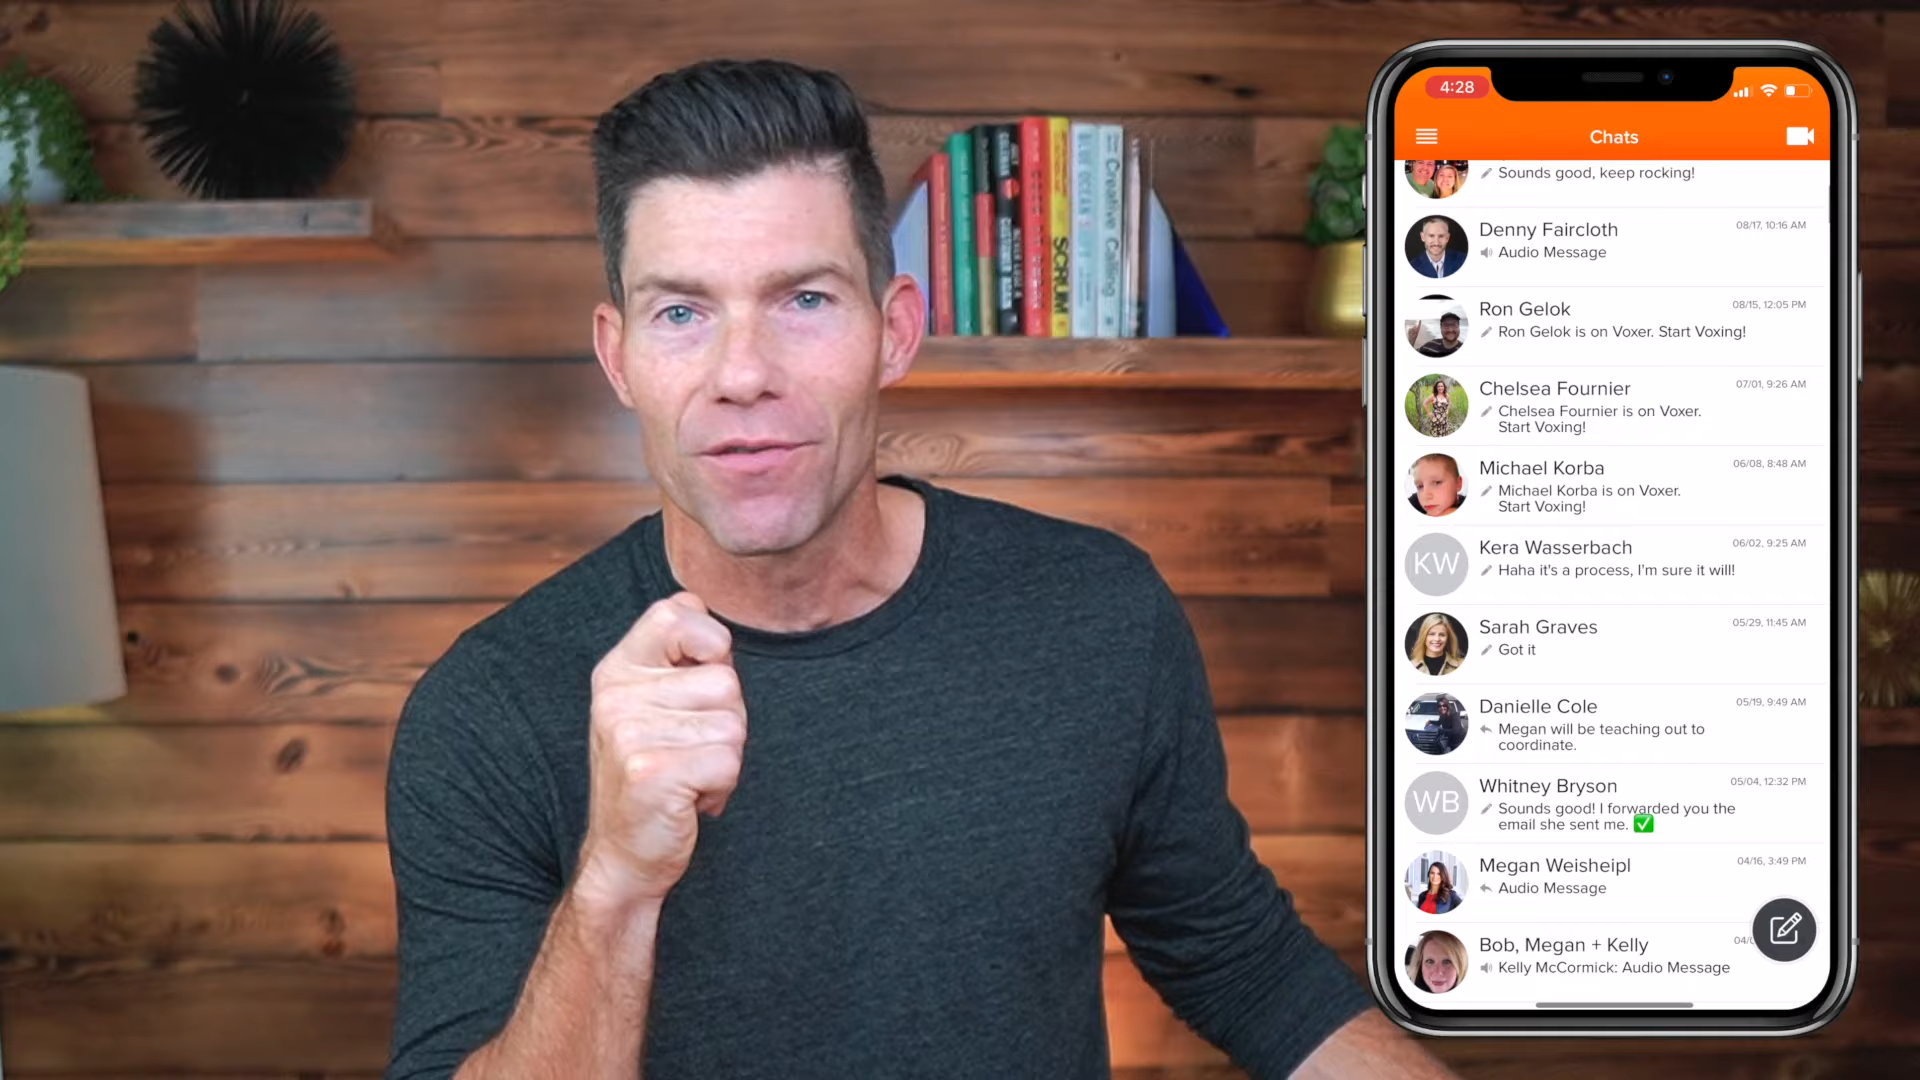 4:28
Chats
Sounds good, keep rocking!
Denny Faircloth
08/17, 10:16 AM
Audio Message
Ron Gelok
08/15, 12:05 PM
Ron Gelok is on Voxer. Start Voxing!
Chelsea Fournier
07/01, 9:26 AM
Chelsea Fournier is on Voxer.
Start Voxing!
Michael Korba
06/08, 8:48 AM
Michael Korba is on Voxer.
Start Voxing!
KW
Kera Wasserbach
06/02, 9:25 AM
Haha it's a process, I'm sure it will!
Sarah Graves
05/29, 11:45 AM
Got it
Danielle Cole
05/19, 9:49 AM
Megan will be teaching out to
coordinate.
WB
Whitney Bryson
05/04, 12:32 PM
Sounds good! I forwarded you the
email she sent me. ✅
Megan Weisheipl
04/16, 3:49 PM
Audio Message
Bob, Megan + Kelly
Kelly McCormick: Audio Message
SCRUM
BLUE OCEAN
Creative Calling